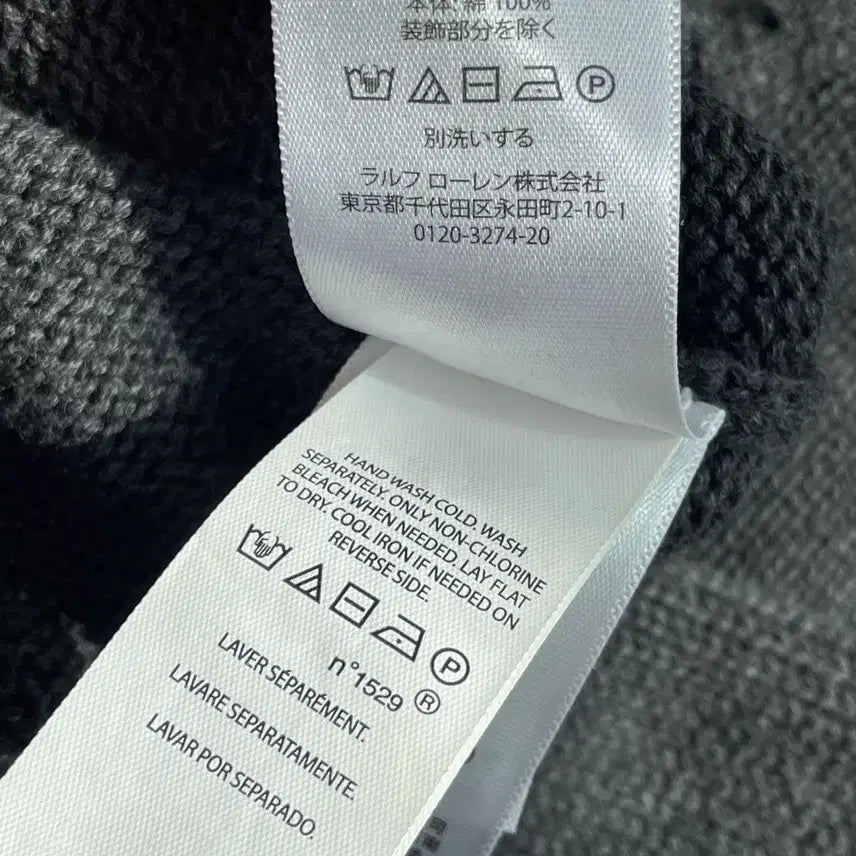 本体: 綿 100%
装飾部分を除く
P
別洗いする
ラルフ ローレン株式会社
東京都千代田区永田町2-10-1
0120-3274-20
HAND WASH COLD. WASH
SEPARATELY. ONLY NON-CHLORINE
BLEACH WHEN NEEDED. LAY FLAT
TO DRY. COOL IRON IF NEEDED ON
REVERSE SIDE.
P
n°1529 ®
LAVER SÉPARÉMENT.
LAVARE SEPARATAMENTE.
LAVAR POR SEPARADO.